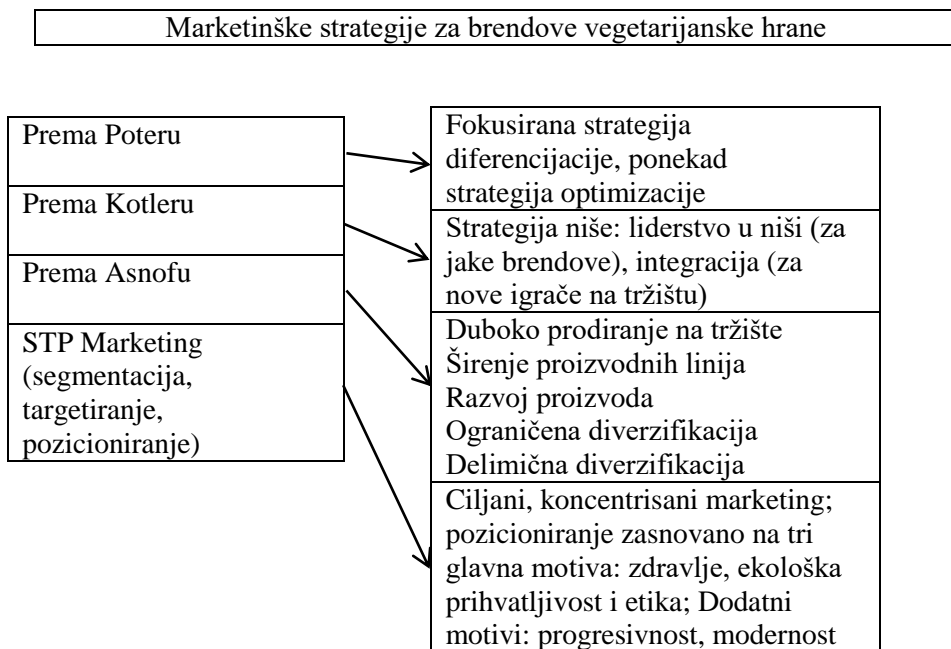 Marketinške strategije za brendove vegetarijanske hrane
Prema Poteru
Prema Kotleru
Prema Asnofu
STP Marketing
(segmentacija,
targetiranje,
pozicioniranje)
Fokusirana strategija
diferencijacije, ponekad
strategija optimizacije
Strategija niše: liderstvo u niši (za
jake brendove), integracija (za
nove igrače na tržištu)
Duboko prodiranje na tržište
Širenje proizvodnih linija
Razvoj proizvoda
Ograničena diverzifikacija
Delimična diverzifikacija
Ciljani, koncentrisani marketing;
pozicioniranje zasnovano na tri
glavna motiva: zdravlje, ekološka
prihvatljivost i etika; Dodatni
motivi: progresivnost, modernost